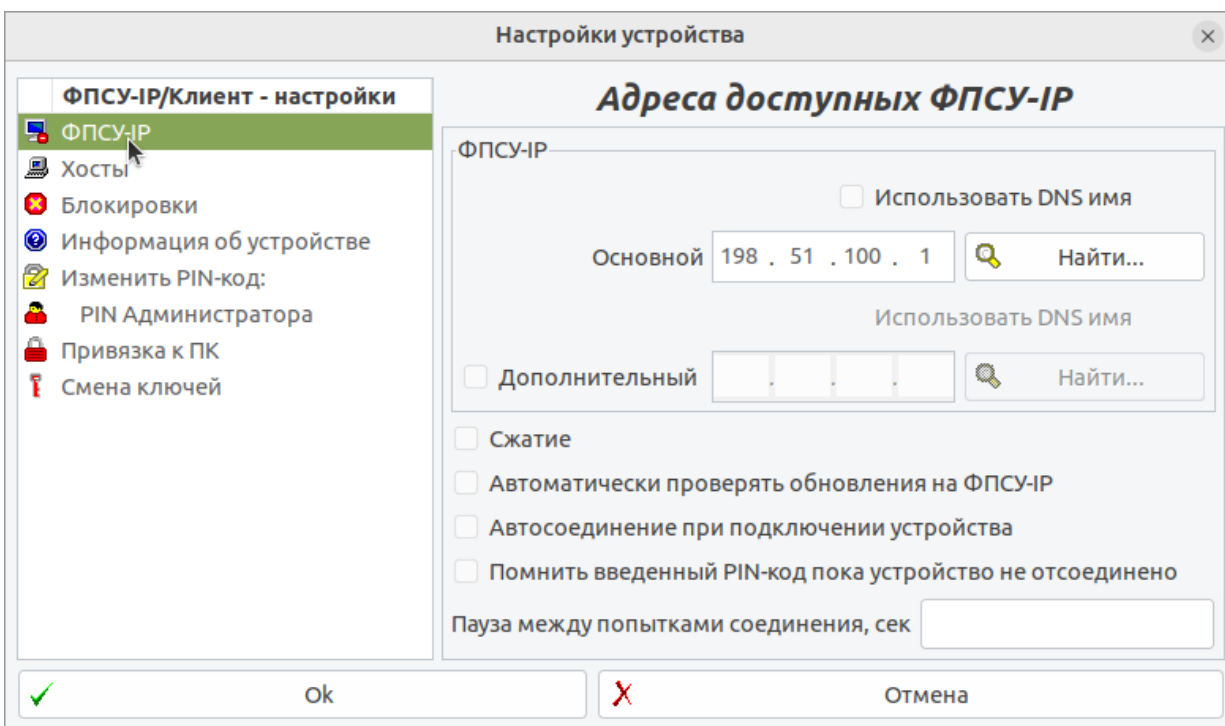 Настройки устройства
ФПСУ-IP/Клиент - настройки
ФПСУ-IP
Хосты
Блокировки
Информация об устройстве
Изменить PIN-код:
PIN Администратора
Привязка к ПК
Смена ключей
Адреса доступных ФПСУ-IP
ФПСУ-IP
Использовать DNS имя
Основной 198 . 51 . 100 . 1 Найти...
Использовать DNS имя
Дополнительный . . . Найти...
Сжатие
Автоматически проверять обновления на ФПСУ-IP
Автосоединение при подключении устройства
Помнить введенный PIN-код пока устройство не отсоединено
Пауза между попытками соединения, сек
Ok Отмена